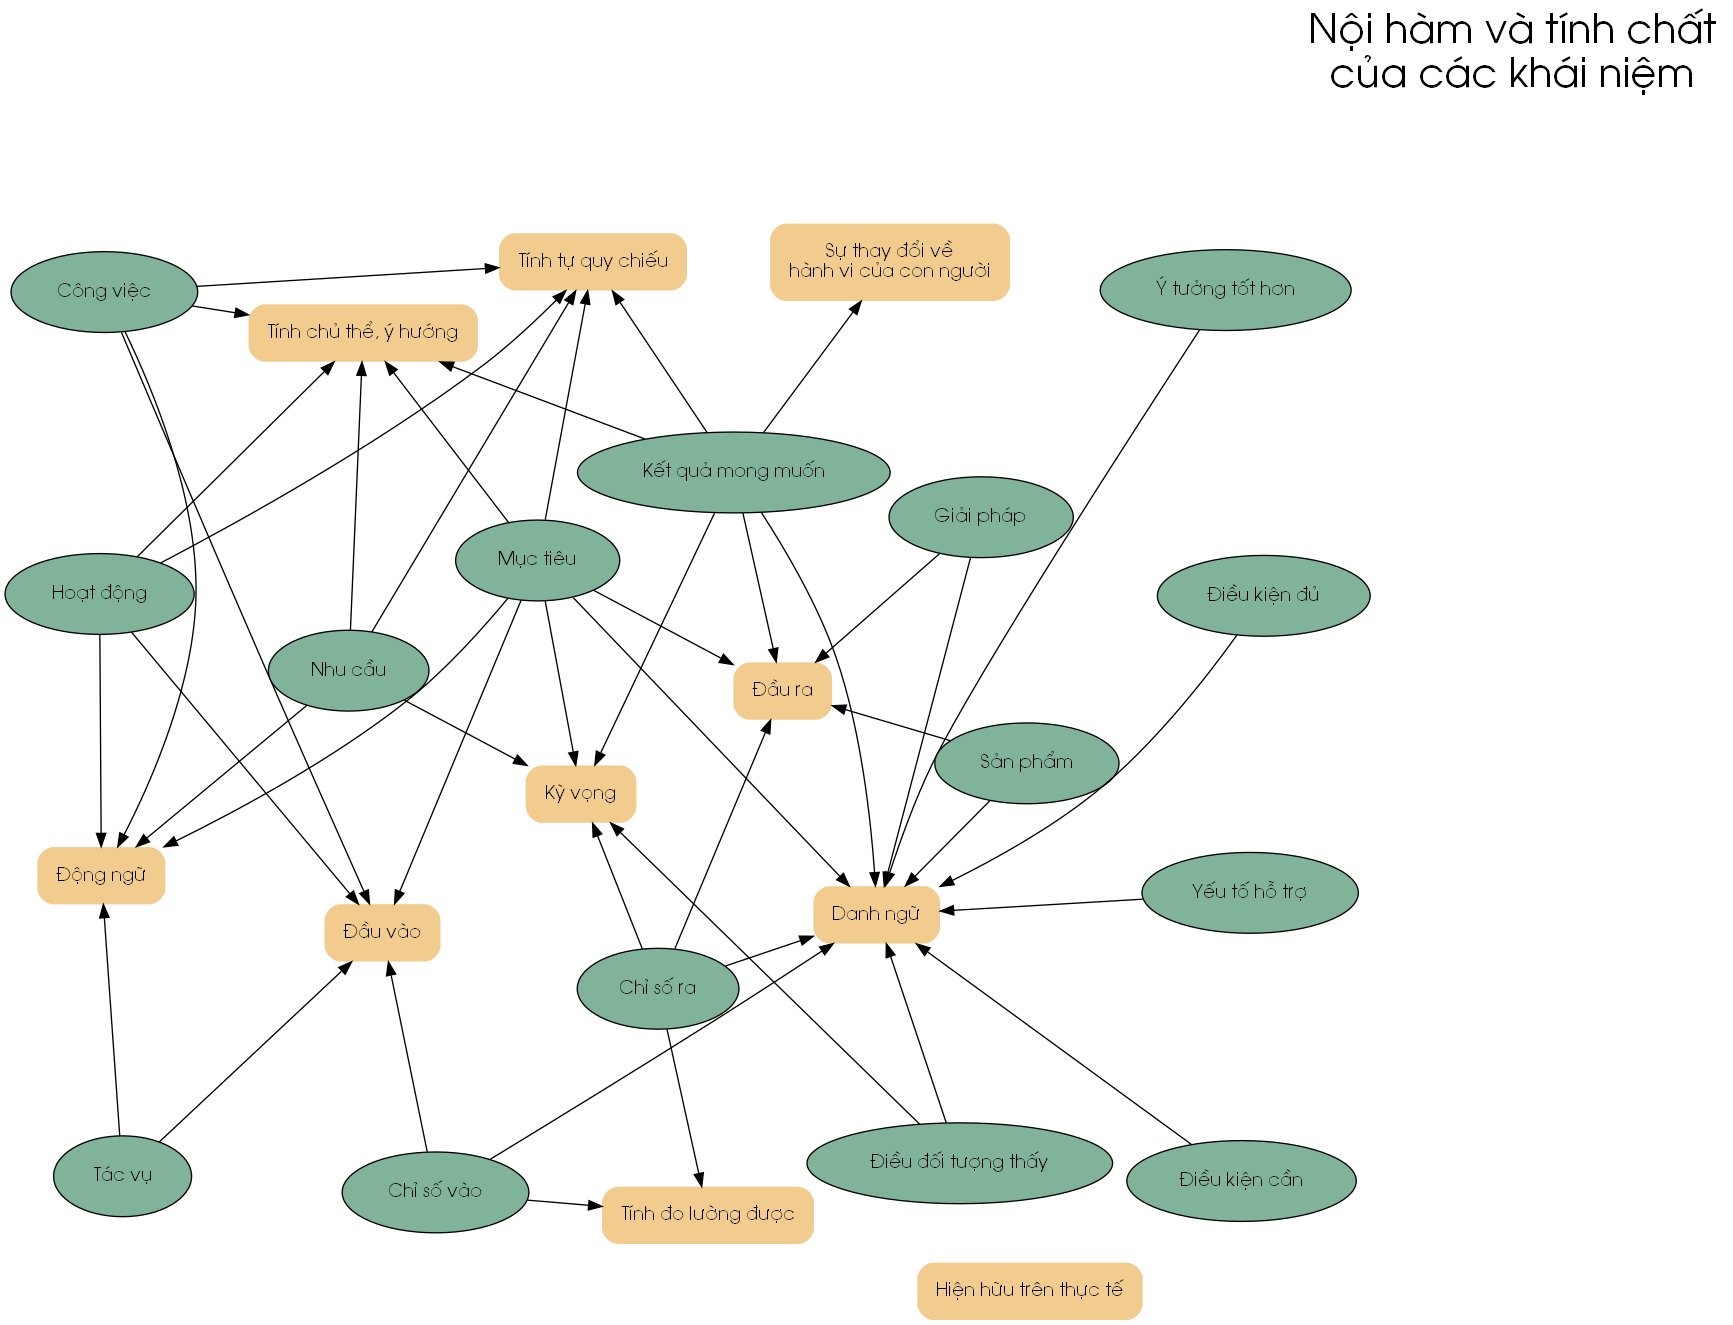 Nội hàm và tính chất
của các khái niệm
Tính tự quy chiếu
Sự thay đổi về
hành vi của con người
Công việc
Ý tưởng tốt hơn
Tính chủ thể, ý hướng
Kết quả mong muốn
Giải pháp
Mục tiêu
Hoạt động
Điều kiện đủ
Nhu cầu
Đầu ra
Sản phẩm
Kỳ vọng
Động ngữ
Yếu tố hỗ trợ
Danh ngữ
Đầu vào
Chỉ số ra
Tác vụ
Chỉ số vào
Điều đối tượng thấy
Điều kiện cần
Tính đo lường được
Hiện hữu trên thực tế